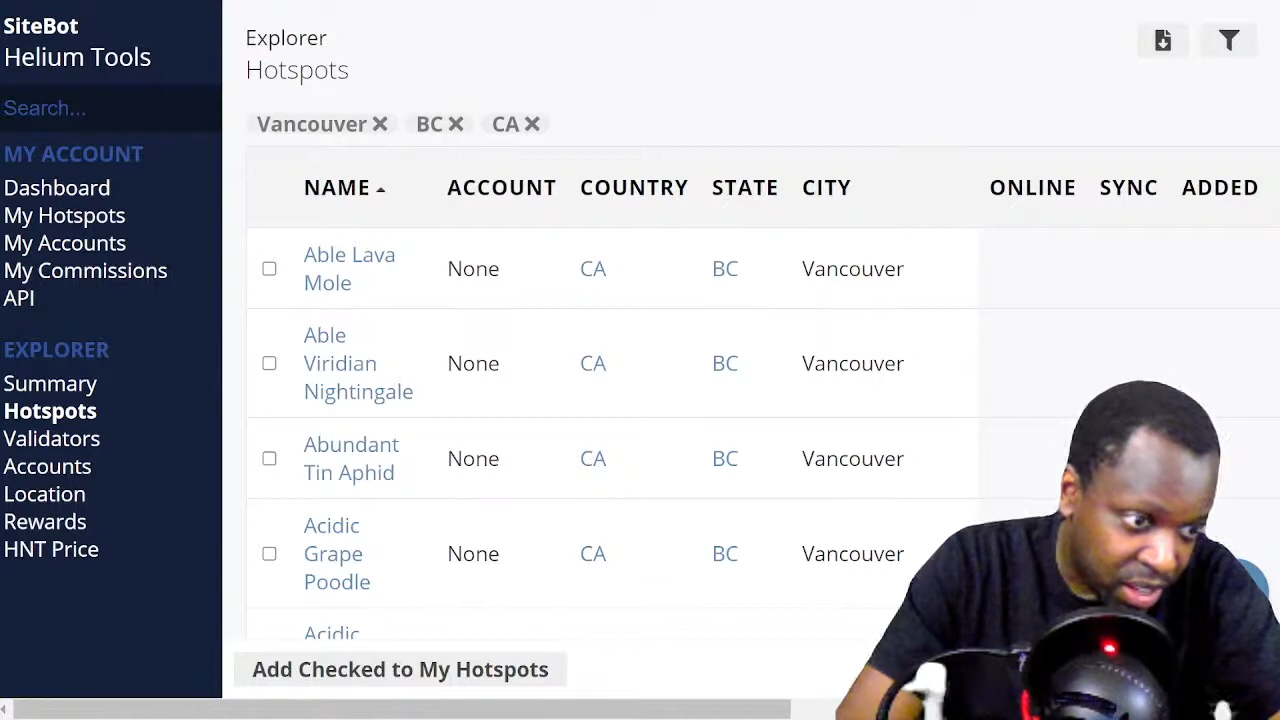 SiteBot
Helium Tools
Search...
MY ACCOUNT
Dashboard
My Hotspots
My Accounts
My Commissions
API
EXPLORER
Summary
Hotspots
Validators
Accounts
Location
Rewards
HNT Price
Explorer
Hotspots
Vancouver × BC × CA ×
NAME ACCOUNT COUNTRY STATE CITY ONLINE SYNC ADDED
Able Lava
Mole
None CA BC Vancouver
Able
Viridian
Nightingale
None CA BC Vancouver
Abundant
Tin Aphid
None CA BC Vancouver
Acidic
Grape
Poodle
None CA BC Vancouver
Acidic
Add Checked to My Hotspots